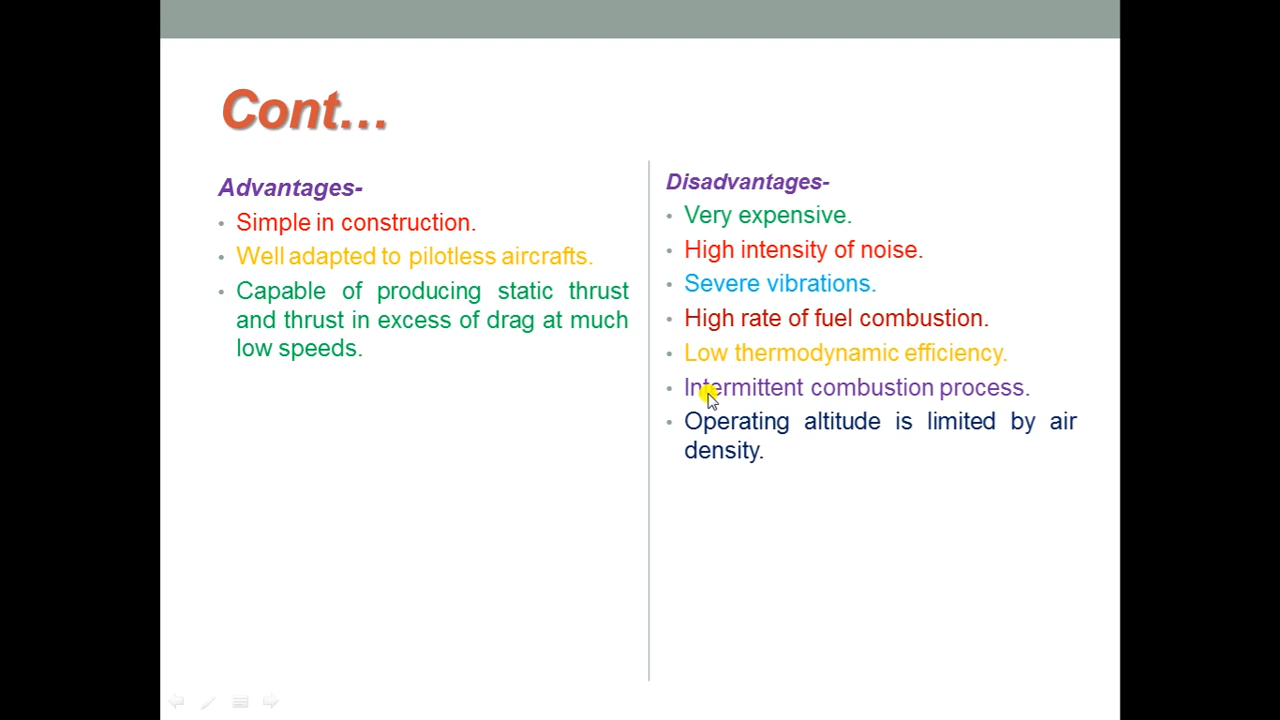 Cont...
Advantages-
• Simple in construction.
• Well adapted to pilotless aircrafts.
• Capable of producing static thrust
and thrust in excess of drag at much
low speeds.
Disadvantages-
• Very expensive.
• High intensity of noise.
• Severe vibrations.
• High rate of fuel combustion.
• Low thermodynamic efficiency.
• Intermittent combustion process.
• Operating altitude is limited by air
density.